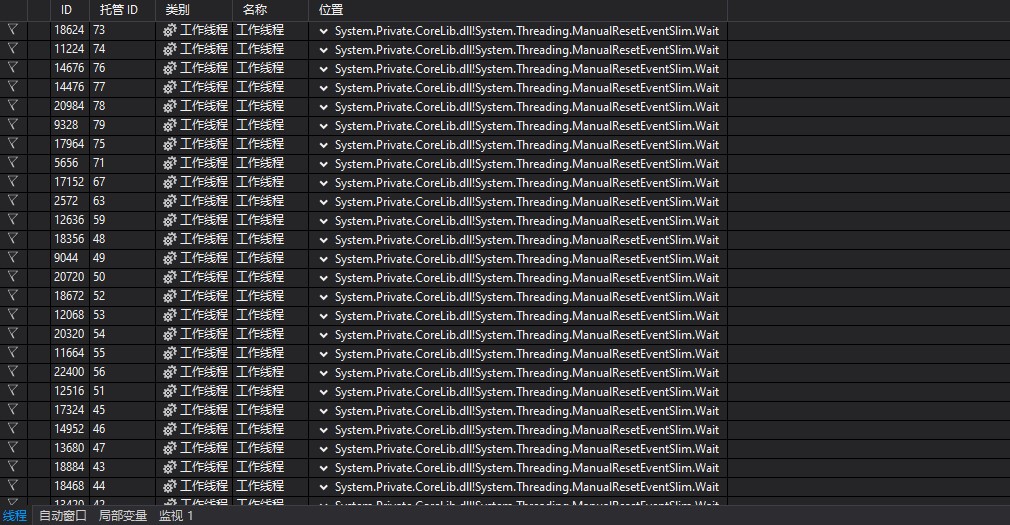 ID 托管 ID 类别 名称 位置
18624 73 工作线程 工作线程 System.Private.CoreLib.dll!System.Threading.ManualResetEventSlim.Wait
11224 74 工作线程 工作线程 System.Private.CoreLib.dll!System.Threading.ManualResetEventSlim.Wait
14676 76 工作线程 工作线程 System.Private.CoreLib.dll!System.Threading.ManualResetEventSlim.Wait
14476 77 工作线程 工作线程 System.Private.CoreLib.dll!System.Threading.ManualResetEventSlim.Wait
20984 78 工作线程 工作线程 System.Private.CoreLib.dll!System.Threading.ManualResetEventSlim.Wait
9328 79 工作线程 工作线程 System.Private.CoreLib.dll!System.Threading.ManualResetEventSlim.Wait
17964 75 工作线程 工作线程 System.Private.CoreLib.dll!System.Threading.ManualResetEventSlim.Wait
5656 71 工作线程 工作线程 System.Private.CoreLib.dll!System.Threading.ManualResetEventSlim.Wait
17152 67 工作线程 工作线程 System.Private.CoreLib.dll!System.Threading.ManualResetEventSlim.Wait
2572 63 工作线程 工作线程 System.Private.CoreLib.dll!System.Threading.ManualResetEventSlim.Wait
12636 59 工作线程 工作线程 System.Private.CoreLib.dll!System.Threading.ManualResetEventSlim.Wait
18356 48 工作线程 工作线程 System.Private.CoreLib.dll!System.Threading.ManualResetEventSlim.Wait
9044 49 工作线程 工作线程 System.Private.CoreLib.dll!System.Threading.ManualResetEventSlim.Wait
20720 50 工作线程 工作线程 System.Private.CoreLib.dll!System.Threading.ManualResetEventSlim.Wait
18672 52 工作线程 工作线程 System.Private.CoreLib.dll!System.Threading.ManualResetEventSlim.Wait
12068 53 工作线程 工作线程 System.Private.CoreLib.dll!System.Threading.ManualResetEventSlim.Wait
20320 54 工作线程 工作线程 System.Private.CoreLib.dll!System.Threading.ManualResetEventSlim.Wait
11664 55 工作线程 工作线程 System.Private.CoreLib.dll!System.Threading.ManualResetEventSlim.Wait
22400 56 工作线程 工作线程 System.Private.CoreLib.dll!System.Threading.ManualResetEventSlim.Wait
12516 51 工作线程 工作线程 System.Private.CoreLib.dll!System.Threading.ManualResetEventSlim.Wait
17324 45 工作线程 工作线程 System.Private.CoreLib.dll!System.Threading.ManualResetEventSlim.Wait
14952 46 工作线程 工作线程 System.Private.CoreLib.dll!System.Threading.ManualResetEventSlim.Wait
13680 47 工作线程 工作线程 System.Private.CoreLib.dll!System.Threading.ManualResetEventSlim.Wait
18884 43 工作线程 工作线程 System.Private.CoreLib.dll!System.Threading.ManualResetEventSlim.Wait
18468 44 工作线程 工作线程 System.Private.CoreLib.dll!System.Threading.ManualResetEventSlim.Wait
线程 自动窗口 局部变量 监视 1